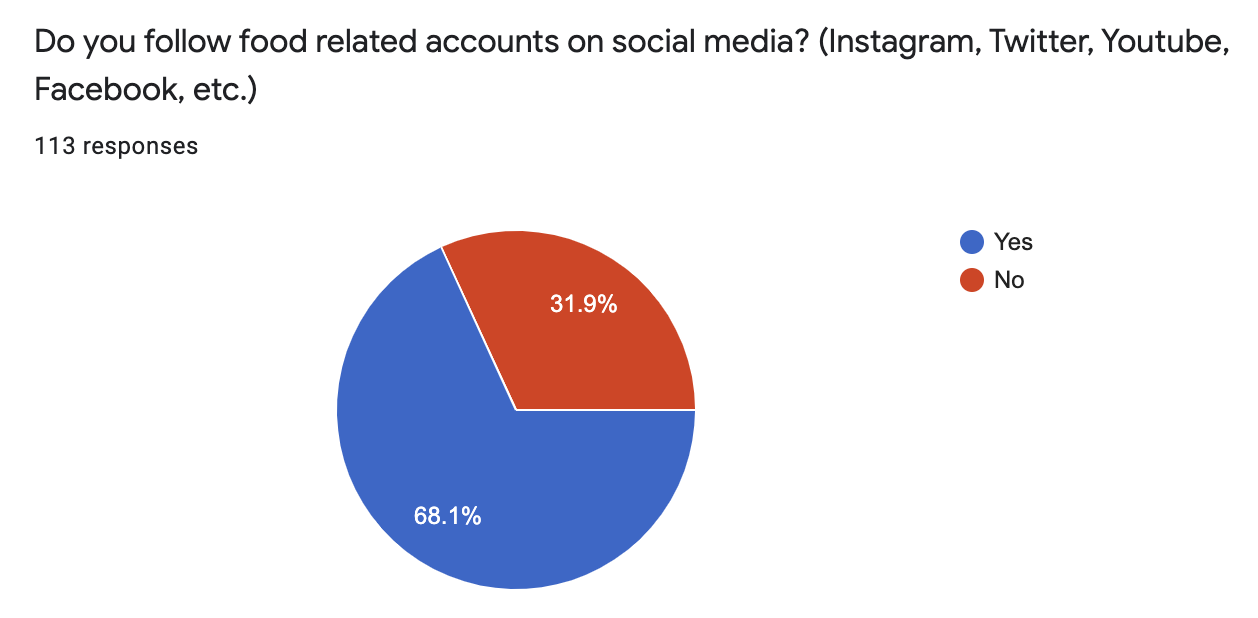 Do you follow food related accounts on social media? (Instagram, Twitter, Youtube,
Facebook, etc.)
113 responses
Yes
No
31.9%
68.1%